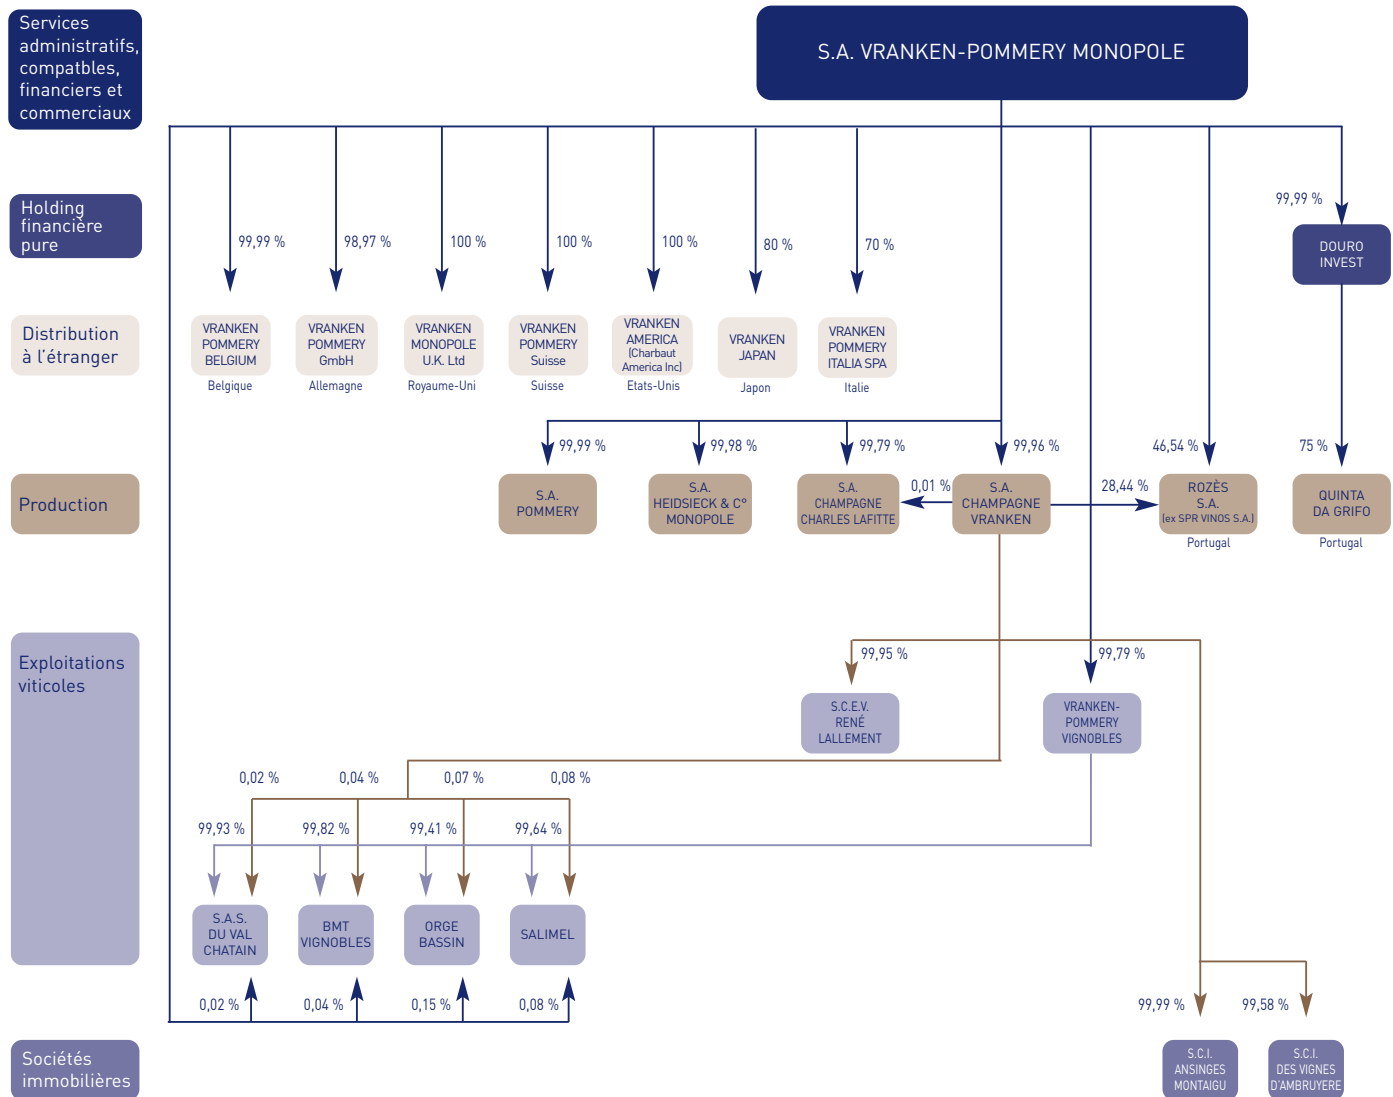 Services
administratifs,
compatbles,
financiers et
commerciaux
S.A. VRANKEN-POMMERY MONOPOLE
Holding
financière
pure
99,99 %
98,97%
100 %
100 %
100 %
80 %
70 %
99,99 %
DOURO
INVEST
Distribution
à l'étranger
VRANKEN
POMMERY
BELGIUM
Belgique
VRANKEN
POMMERY
GmbH
Allemagne
VRANKEN
MONOPOLE
U.K. Ltd
Royaume-Uni
VRANKEN
POMMERY
Suisse
Suisse
VRANKEN
AMERICA
(Charbaut
America Inc)
Etats-Unis
VRANKEN
JAPAN
Japon
VRANKEN
POMMERY
ITALIA SPA
Italie
99,99 %
99,98%
99,79%
99,96 %
46,54 %
75 %
Production
S.A.
POMMERY
S.A.
HEIDSIECK & C°
MONOPOLE
S.A.
CHAMPAGNE
CHARLES LAFITTE
0,01 %
S.A.
CHAMPAGNE
VRANKEN
28,44 %
ROZÈS
S.A.
(ex SPR VINOS S.A.)
Portugal
QUINTA
DA GRIFO
Portugal
Exploitations
viticoles
99,95 %
99,79 %
S.C.E.V.
RENÉ
LALLEMENT
VRANKEN-
POMMERY
VIGNOBLES
0,02 %
0,04 %
0,07 %
0,08 %
99,93 %
99,82 %
99,41 %
99,64 %
S.A.S.
DU VAL
CHATAIN
BMT
VIGNOBLES
ORGE
BASSIN
SALIMEL
0,02 %
0,04 %
0,15 %
0,08 %
99,99 %
99,58 %
Sociétés
immobilières
S.C.I.
ANSINGES
MONTAIGU
S.C.I.
DES VIGNES
D'AMBRUYERE